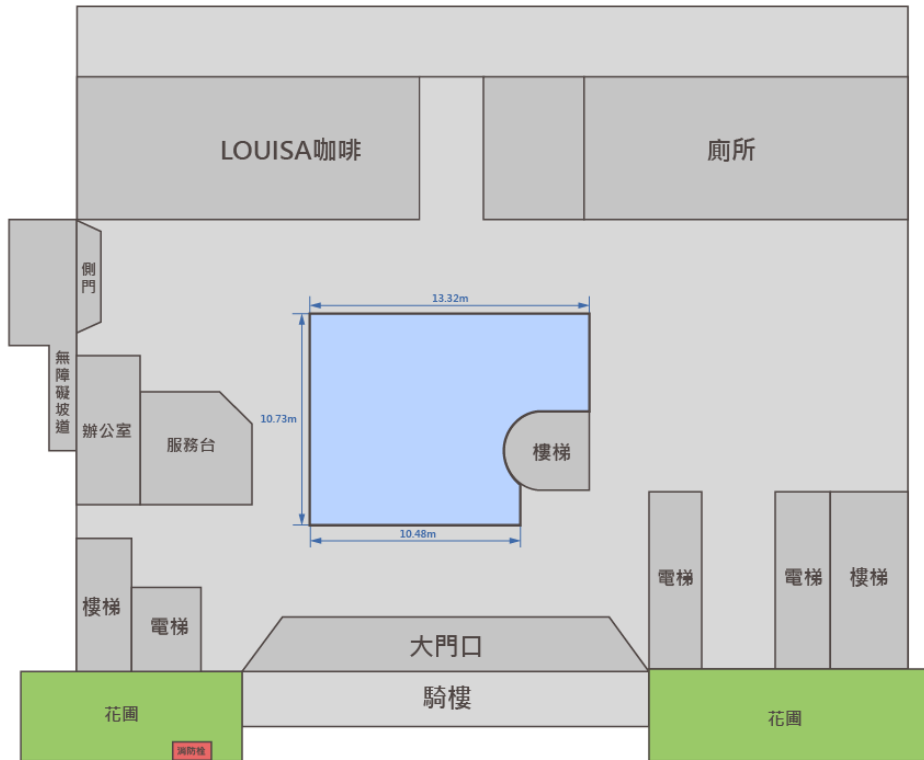 LOUISA咖啡
廁所
側門
13.32m
無障礙坡道
10.73m
辦公室
服務台
樓梯
10.48m
樓梯
電梯
電梯
電梯
樓梯
大門口
騎樓
花圃
花圃
消防栓